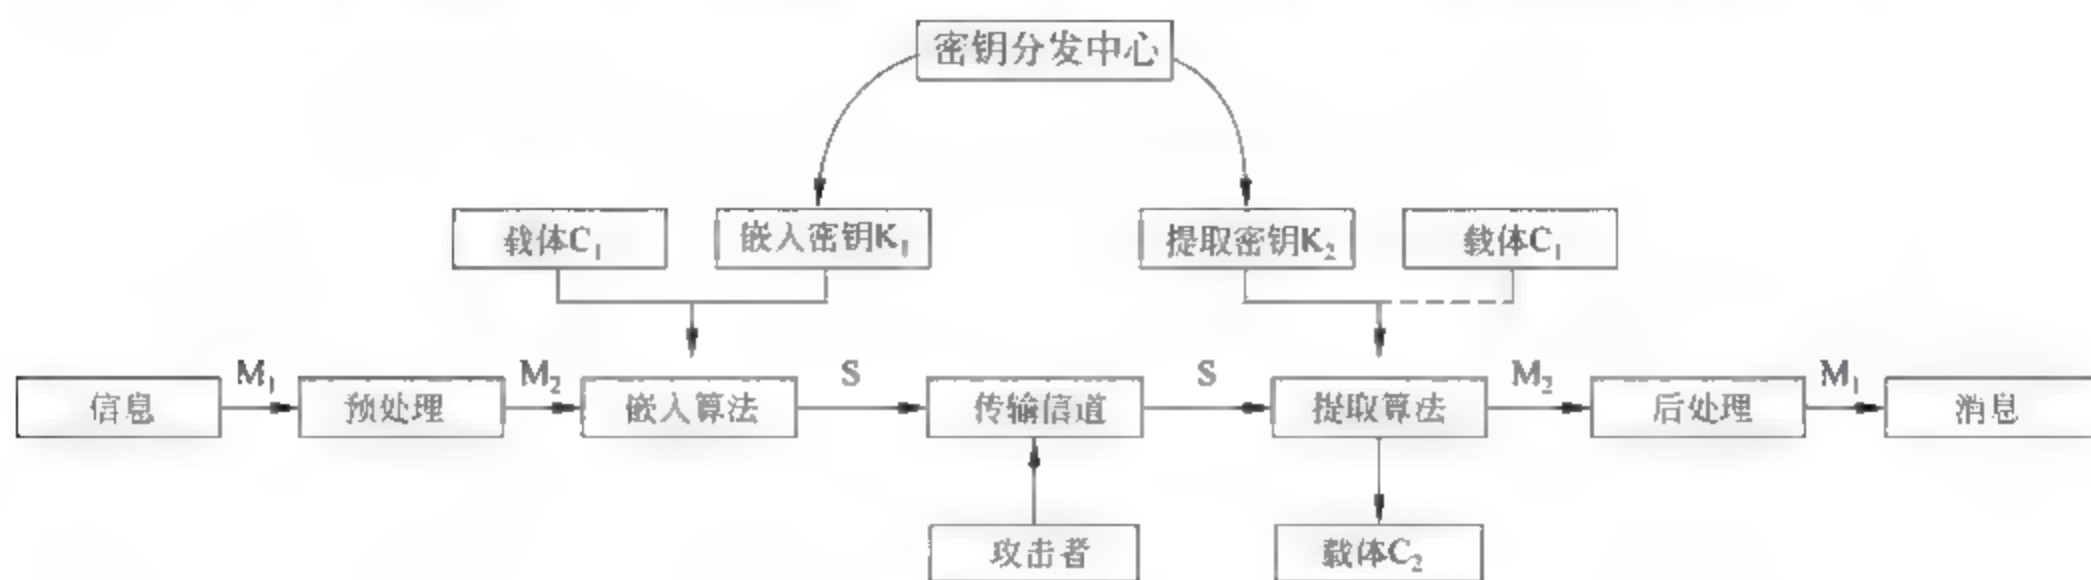 密钥分发中心
载体C₁ 嵌入密钥K₁ 提取密钥K₂ 载体C₁
M₁ M₂ S S M₂ M₁
信息 预处理 嵌入算法 传输信道 提取算法 后处理 消息
攻击者 载体C₂